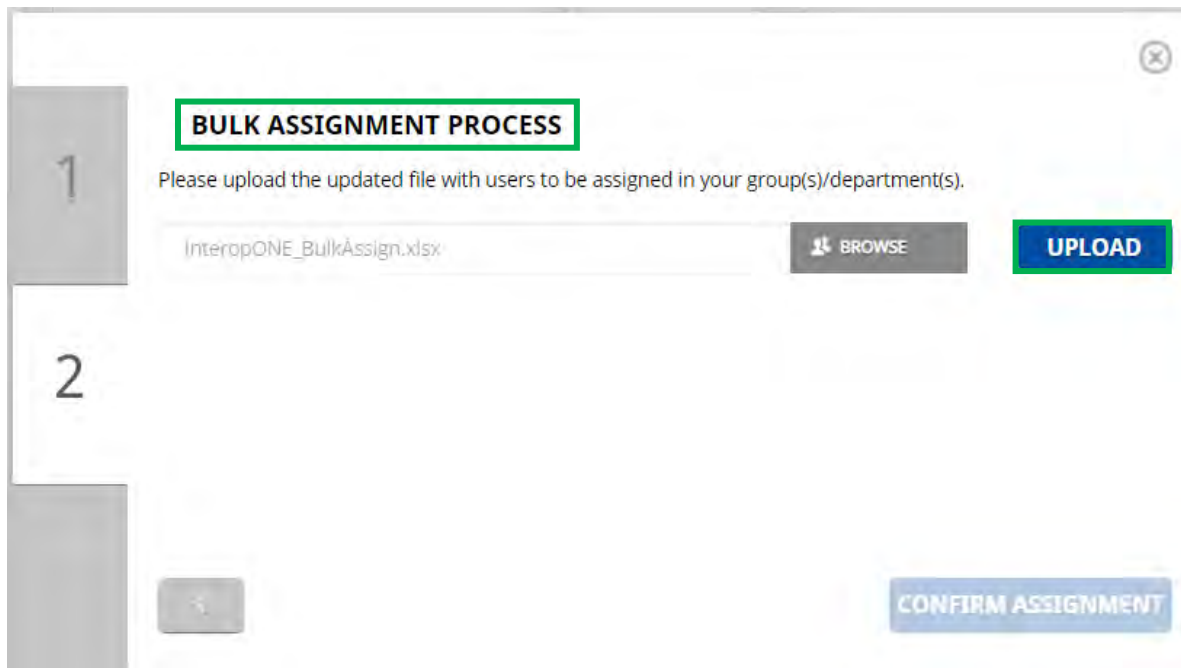 BULK ASSIGNMENT PROCESS
1
Please upload the updated file with users to be assigned in your group(s)/department(s).
InteropONE_BulkAssign.xlsx
BROWSE
UPLOAD
2
CONFIRM ASSIGNMENT